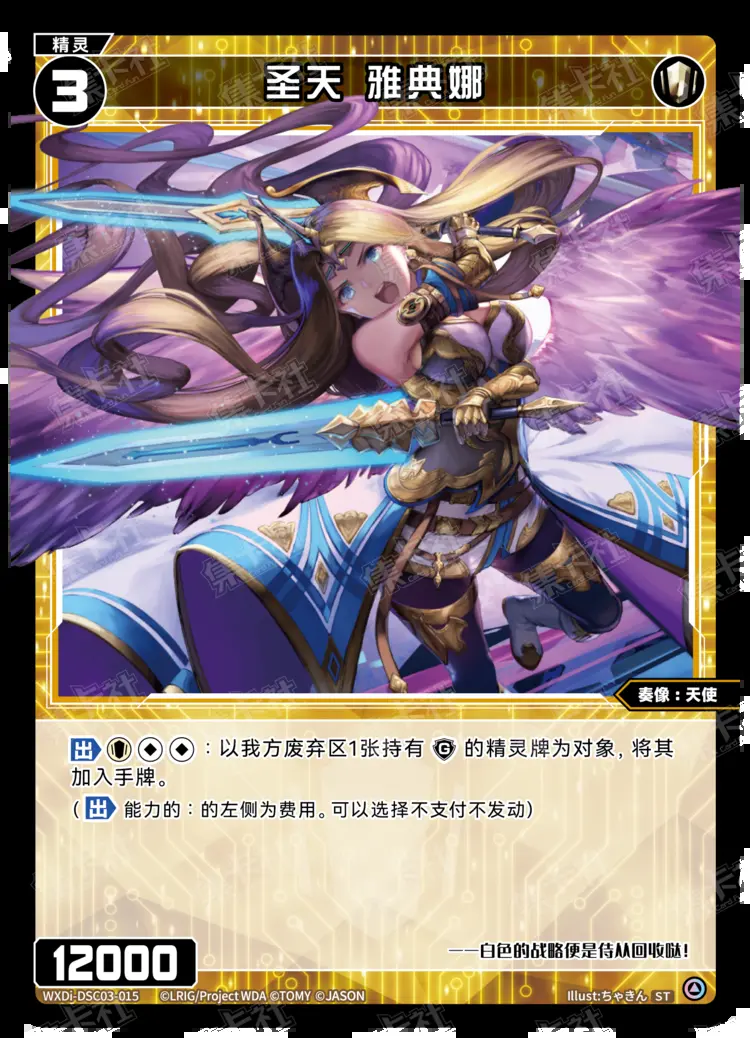 精灵
3
圣天 雅典娜
奏像：天使
出 ：以我方废弃区1张持有 G 的精灵牌为对象，将其
加入手牌。
（出 能力的：的左侧为费用。可以选择不支付不发动）
——白色的战略便是侍从回收哒！
12000
WXDi-DSC03-015 ©LRIG/Project WDA ©TOMY ©JASON
Illust:ちゃきん ST
集卡社